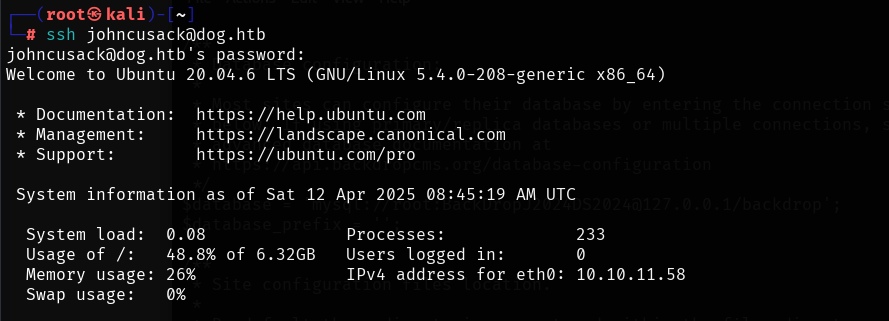 ┌──(root㉿kali)-[~]
└─# ssh johncusack@dog.htb
johncusack@dog.htb's password:
Welcome to Ubuntu 20.04.6 LTS (GNU/Linux 5.4.0-208-generic x86_64)
* Documentation:  https://help.ubuntu.com
* Management:     https://landscape.canonical.com
* Support:        https://ubuntu.com/pro
System information as of Sat 12 Apr 2025 08:45:19 AM UTC
System load:  0.08              Processes:             233
Usage of /:   48.8% of 6.32GB   Users logged in:       0
Memory usage: 26%               IPv4 address for eth0: 10.10.11.58
Swap usage:   0%